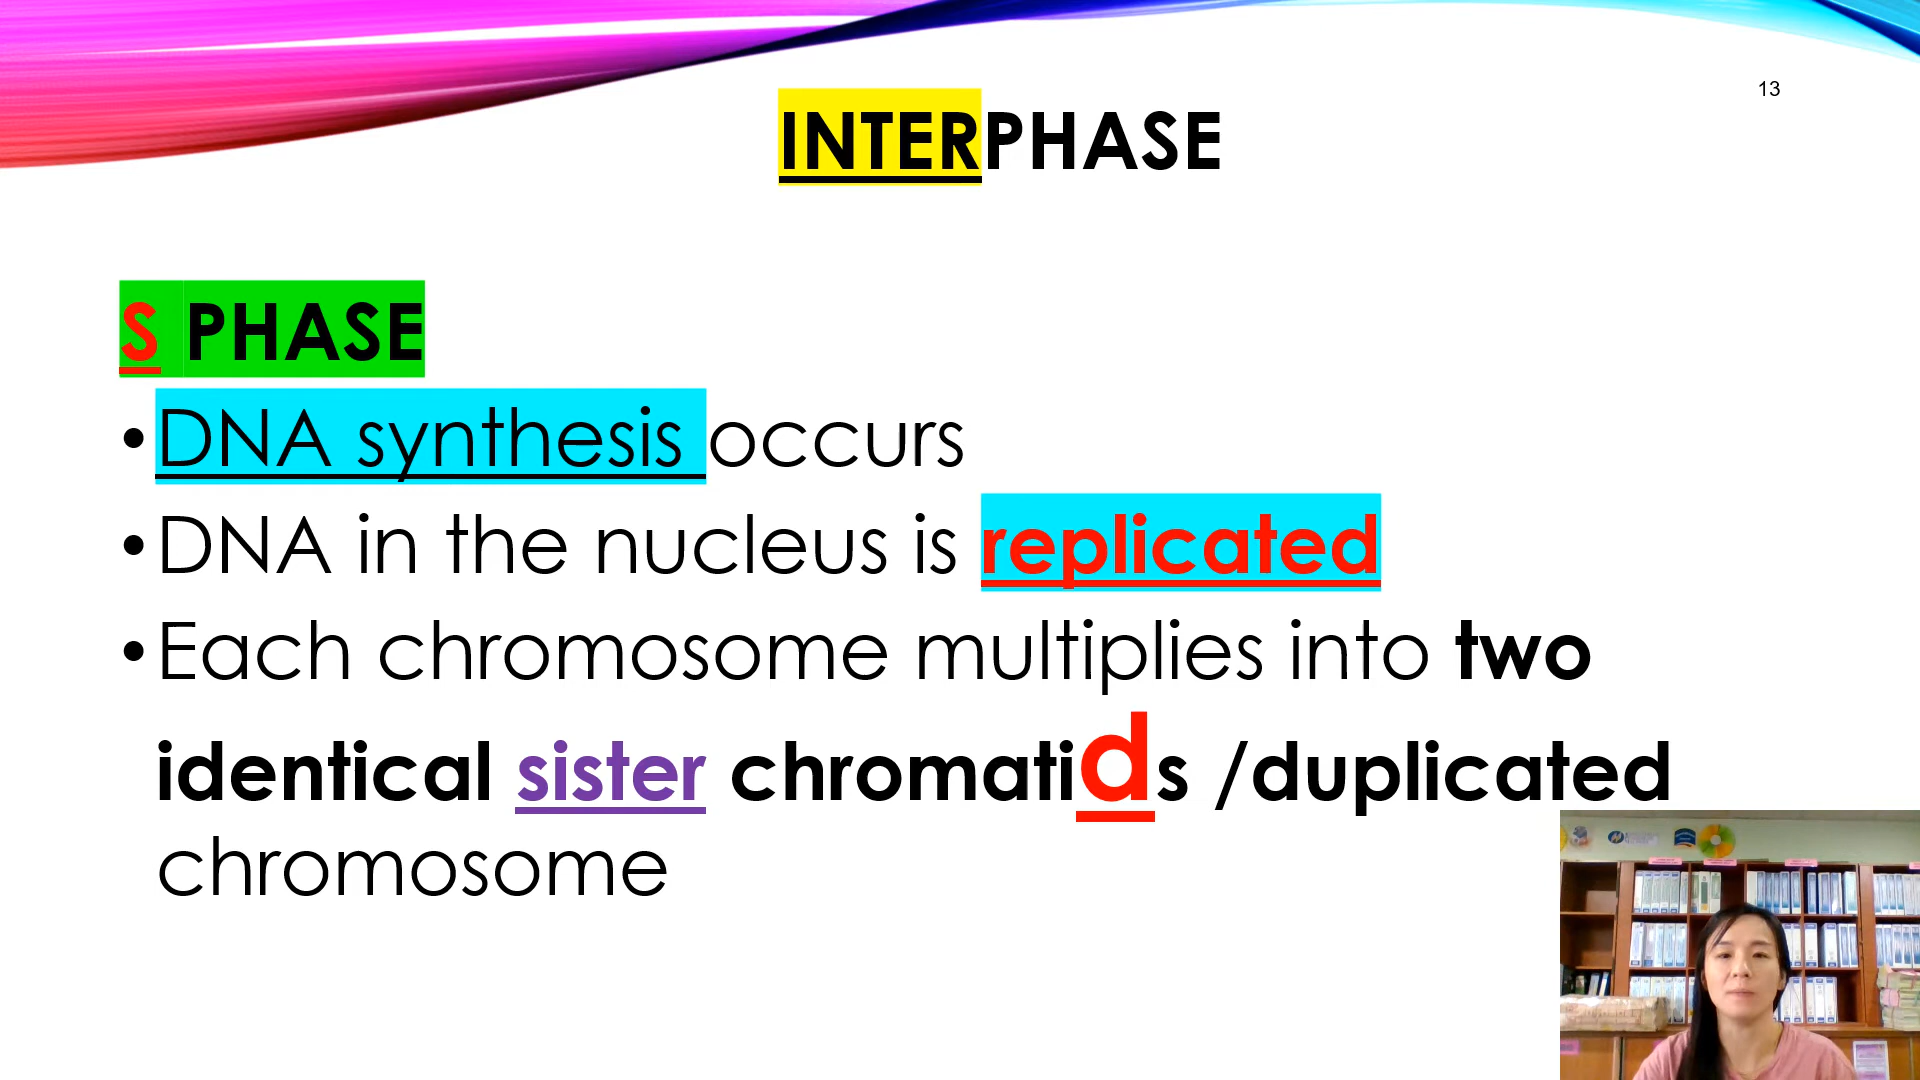 13
INTERPHASE
S PHASE
•DNA synthesis occurs
•DNA in the nucleus is replicated
•Each chromosome multiplies into two
identical sister chromatids /duplicated
chromosome